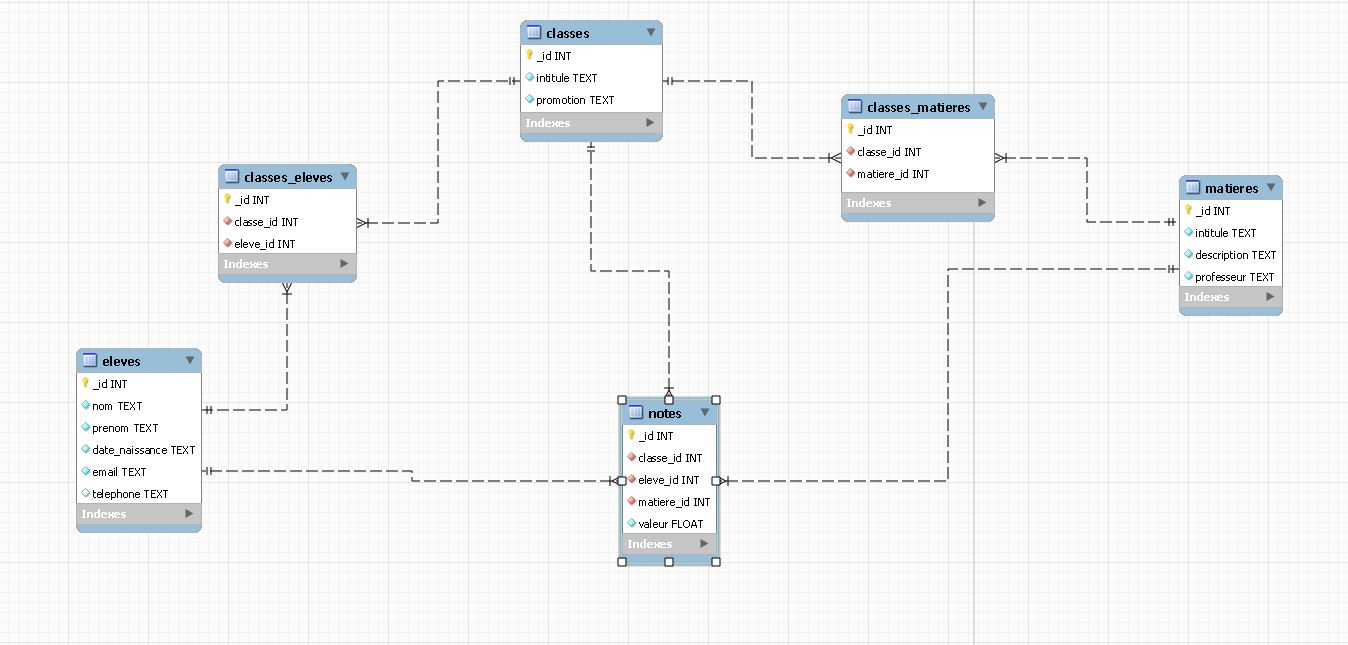 classes
_id INT
intitule TEXT
promotion TEXT
Indexes
classes_matieres
_id INT
classe_id INT
matiere_id INT
Indexes
classes_eleves
_id INT
classe_id INT
eleve_id INT
Indexes
matieres
_id INT
intitule TEXT
description TEXT
professeur TEXT
Indexes
eleves
_id INT
nom TEXT
prenom TEXT
date_naissance TEXT
email TEXT
telephone TEXT
Indexes
notes
_id INT
classe_id INT
eleve_id INT
matiere_id INT
valeur FLOAT
Indexes